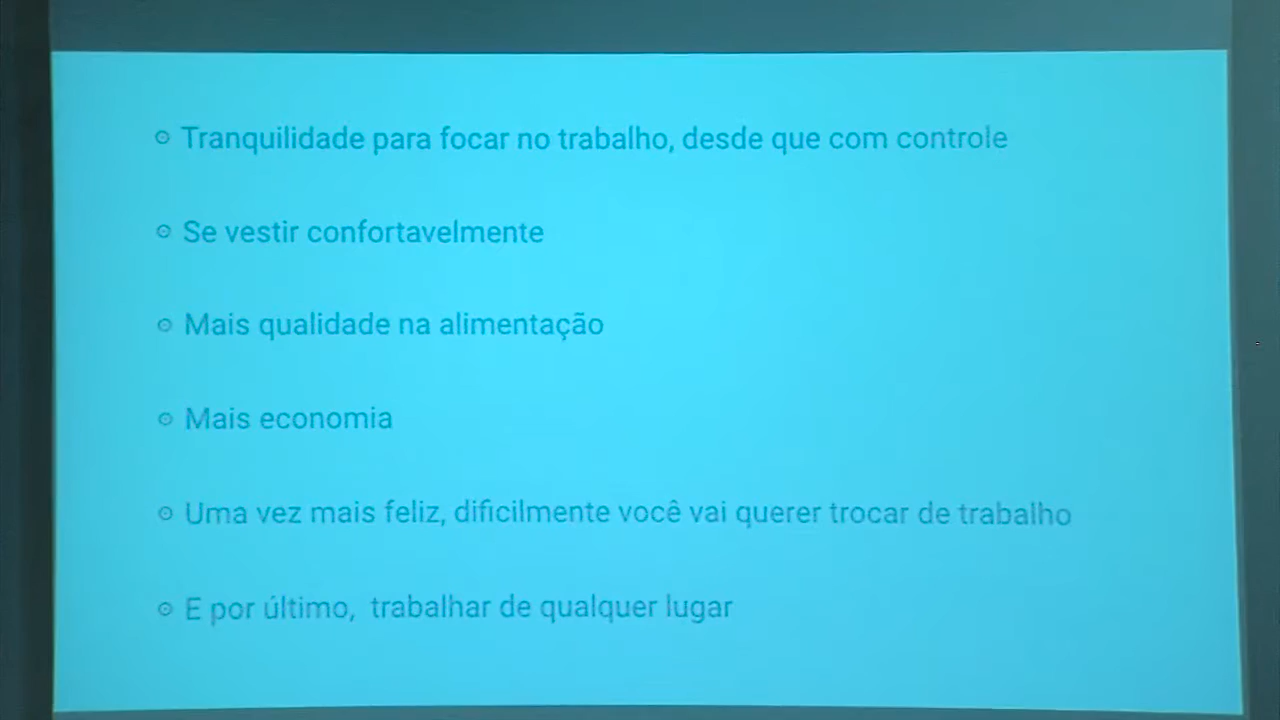 Tranquilidade para focar no trabalho, desde que com controle
Se vestir confortavelmente
Mais qualidade na alimentação
Mais economia
Uma vez mais feliz, dificilmente você vai querer trocar de trabalho
E por último, trabalhar de qualquer lugar